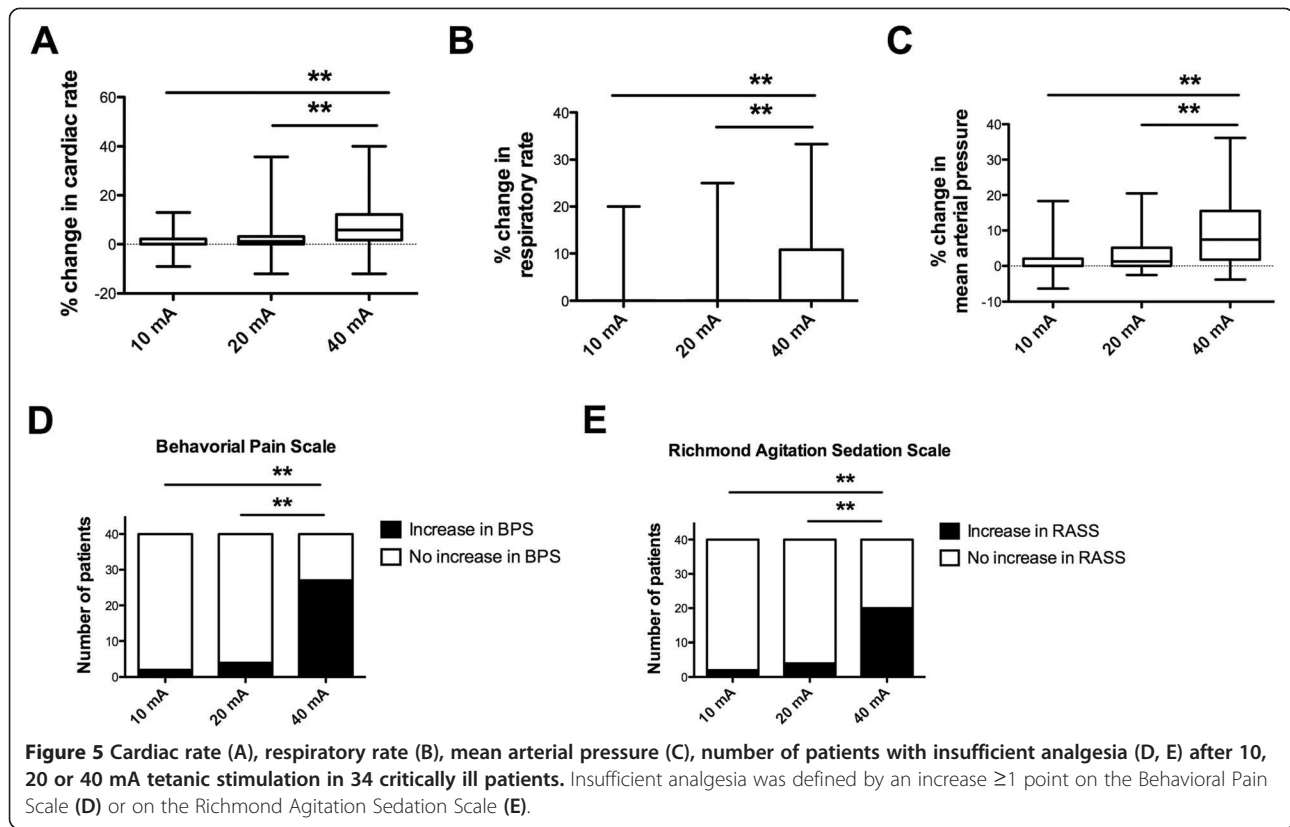 A
% change in cardiac rate
60
40
20
0
-20
**
**
10 mA
20 mA
40 mA
B
% change in
respiratory rate
40
30
20
10
0
**
**
10 mA
20 mA
40 mA
C
% change in
mean arterial pressure
40
30
20
10
0
-10
**
**
10 mA
20 mA
40 mA
D
Behavorial Pain Scale
**
**
Number of patients
40
30
20
10
0
10 mA
20 mA
40 mA
Increase in BPS
No increase in BPS
E
Richmond Agitation Sedation Scale
**
**
Number of patients
40
30
20
10
0
10 mA
20 mA
40 mA
Increase in RASS
No increase in RASS
Figure 5 Cardiac rate (A), respiratory rate (B), mean arterial pressure (C), number of patients with insufficient analgesia (D, E) after 10,
20 or 40 mA tetanic stimulation in 34 critically ill patients. Insufficient analgesia was defined by an increase ≥1 point on the Behavioral Pain
Scale (D) or on the Richmond Agitation Sedation Scale (E).